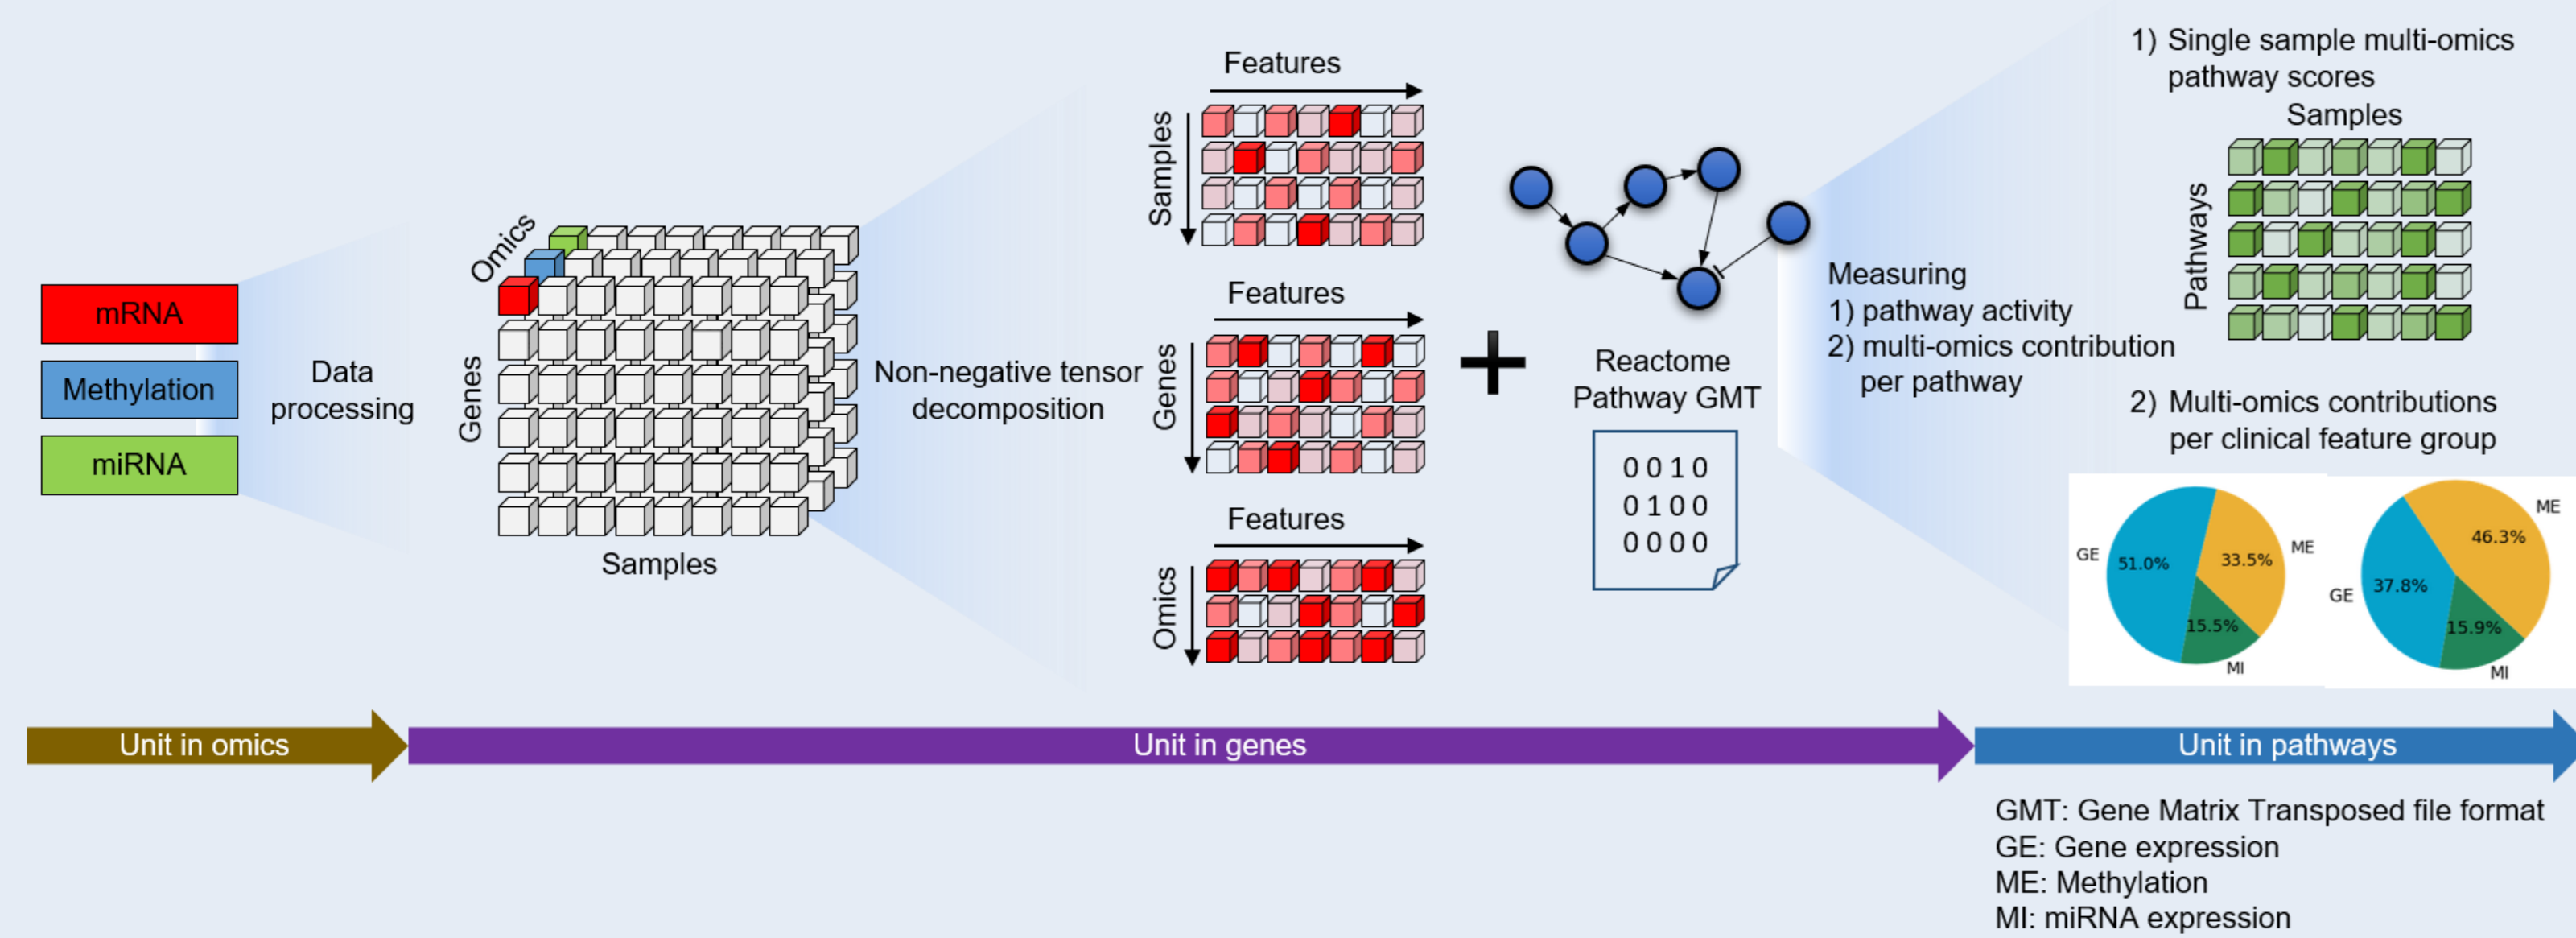 mRNA
Methylation
miRNA
Data
processing
Omics
Genes
Samples
Non-negative tensor
decomposition
Features
Samples
Features
Genes
Features
Omics
+
Reactome
Pathway GMT
0 0 1 0
0 1 0 0
0 0 0 0
Measuring
1) pathway activity
2) multi-omics contribution
per pathway
1) Single sample multi-omics
pathway scores
Samples
Pathways
2) Multi-omics contributions
per clinical feature group
GE
51.0%
33.5%
ME
15.5%
MI
ME
46.3%
37.8%
GE
15.9%
MI
Unit in omics
Unit in genes
Unit in pathways
GMT: Gene Matrix Transposed file format
GE: Gene expression
ME: Methylation
MI: miRNA expression